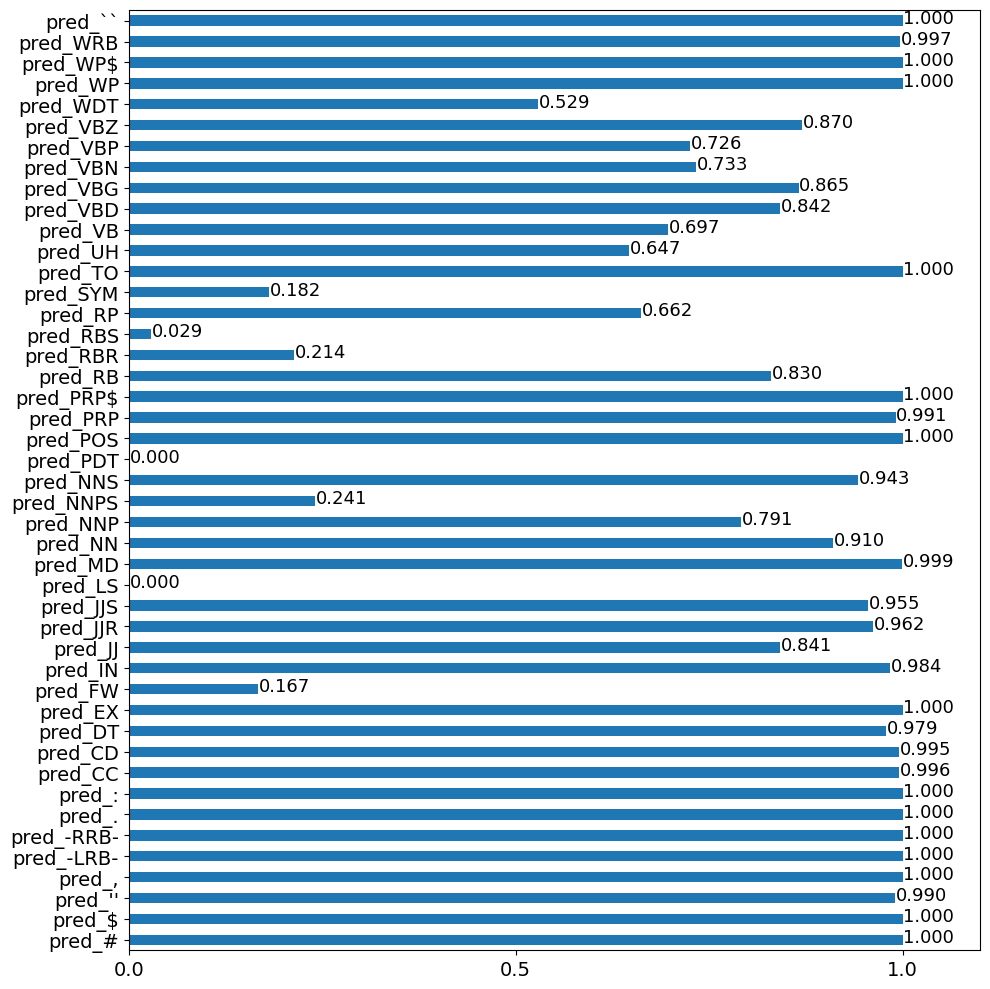 pred_`` 1.000
pred_WRB 0.997
pred_WP$ 1.000
pred_WP 1.000
pred_WDT 0.529
pred_VBZ 0.870
pred_VBP 0.726
pred_VBN 0.733
pred_VBG 0.865
pred_VBD 0.842
pred_VB 0.697
pred_UH 0.647
pred_TO 1.000
pred_SYM 0.182
pred_RP 0.662
pred_RBS 0.029
pred_RBR 0.214
pred_RB 0.830
pred_PRP$ 1.000
pred_PRP 0.991
pred_POS 1.000
pred_PDT 0.000
pred_NNS 0.943
pred_NNPS 0.241
pred_NNP 0.791
pred_NN 0.910
pred_MD 0.999
pred_LS 0.000
pred_JJS 0.955
pred_JJR 0.962
pred_JJ 0.841
pred_IN 0.984
pred_FW 0.167
pred_EX 1.000
pred_DT 0.979
pred_CD 0.995
pred_CC 0.996
pred_: 1.000
pred_. 1.000
pred_-RRB- 1.000
pred_-LRB- 1.000
pred_, 1.000
pred_'' 0.990
pred_$ 1.000
pred_# 1.000
0.0 0.5 1.0